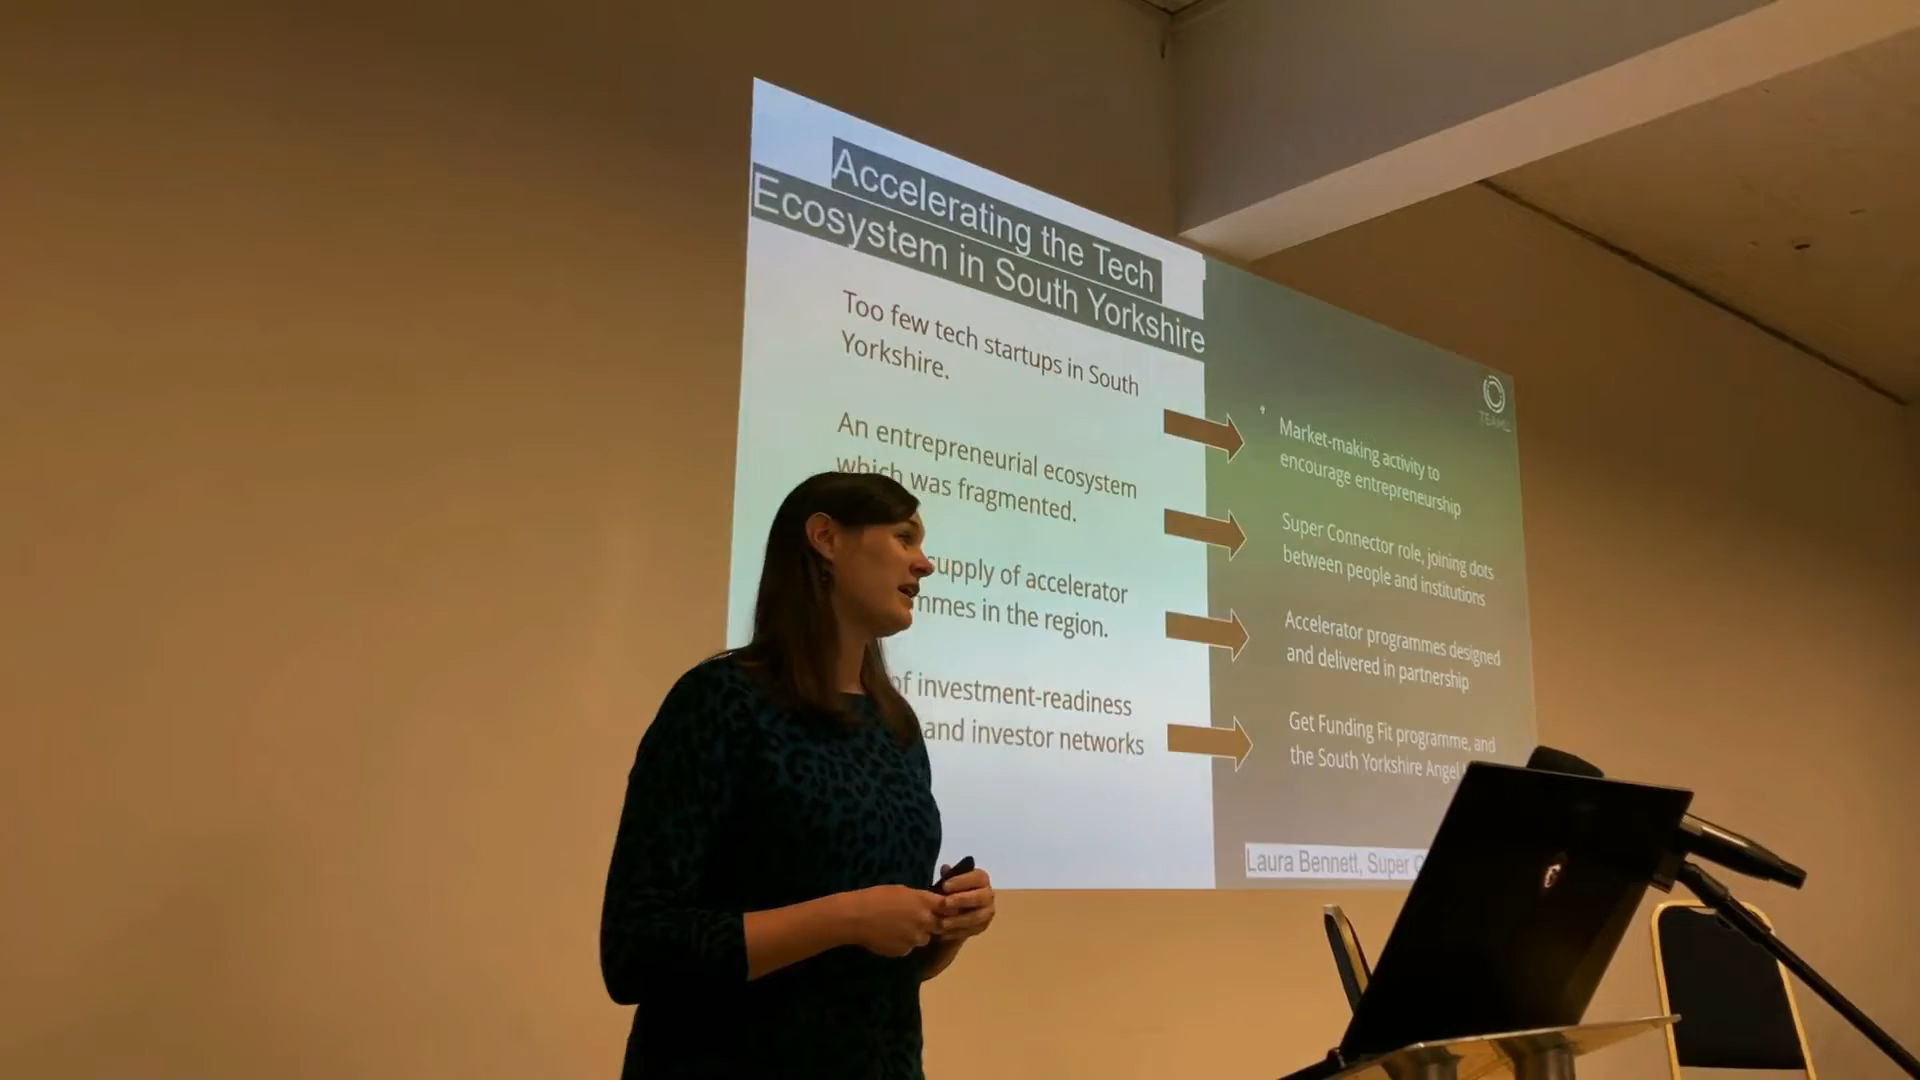 Accelerating the Tech
Ecosystem in South Yorkshire
Too few tech startups in South
Yorkshire.
An entrepreneurial ecosystem
which was fragmented.
supply of accelerator
mmes in the region.
of investment-readiness
and investor networks
Market-making activity to
encourage entrepreneurship
Super Connector role, joining dots
between people and institutions
Accelerator programmes designed
and delivered in partnership
Get Funding Fit programme, and
the South Yorkshire Angel
Laura Bennett, Super